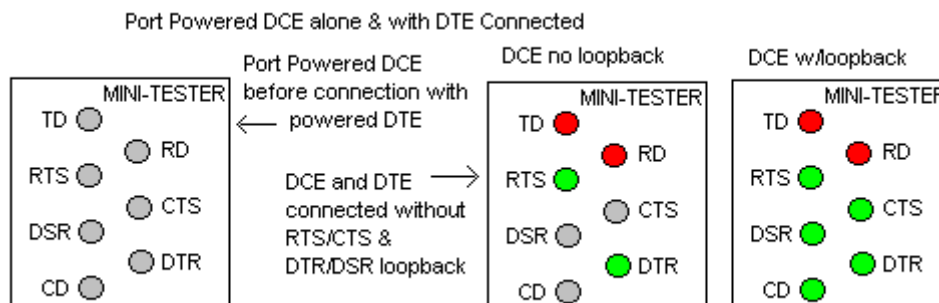 Port Powered DCE alone & with DTE Connected
MINI-TESTER
TD
RD
RTS
CTS
DSR
DTR
CD
Port Powered DCE
before connection with
powered DTE
DCE and DTE
connected without
RTS/CTS &
DTR/DSR loopback
DCE no loopback
MINI-TESTER
TD
RD
RTS
CTS
DSR
DTR
CD
DCE w/loopback
MINI-TESTER
TD
RD
RTS
CTS
DSR
DTR
CD